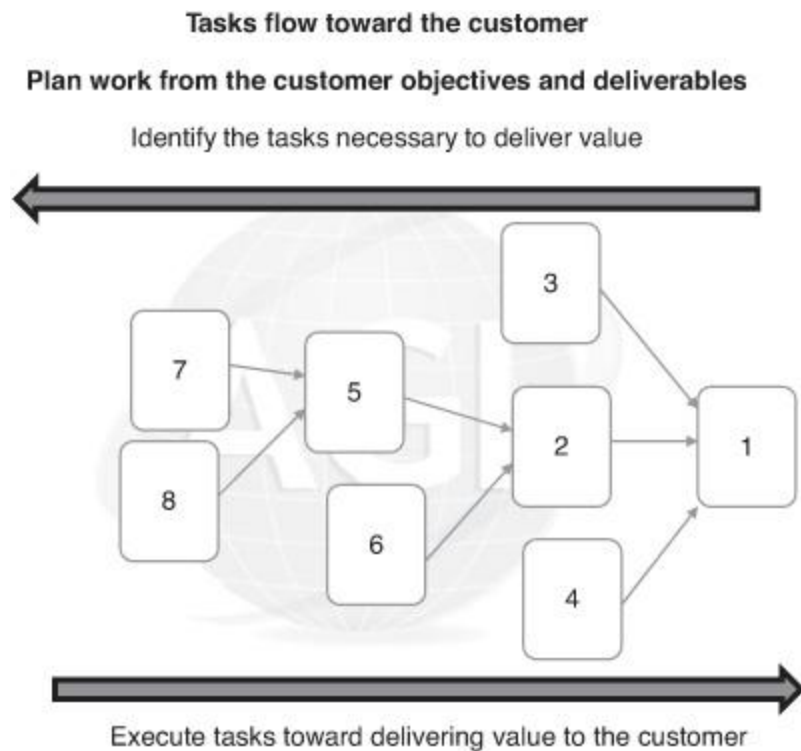 Tasks flow toward the customer
Plan work from the customer objectives and deliverables
Identify the tasks necessary to deliver value
3
7
5
2
1
8
6
4
AGI
Execute tasks toward delivering value to the customer